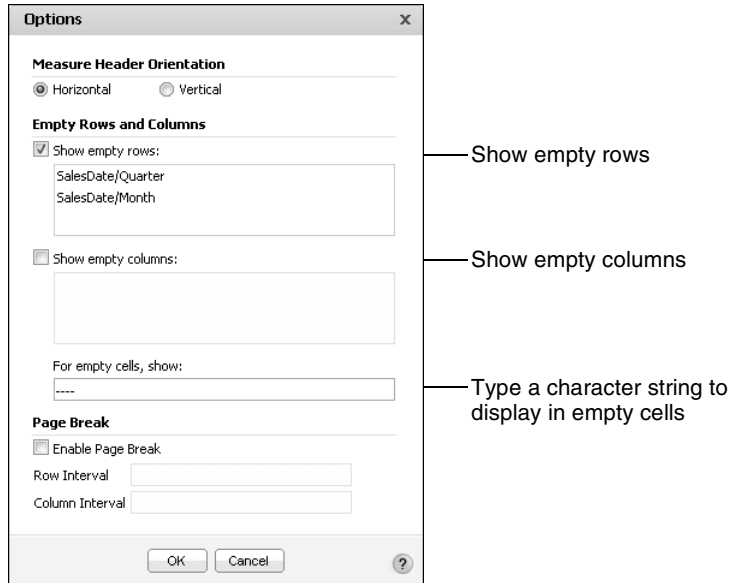 Options x
Measure Header Orientation
Horizontal Vertical
Empty Rows and Columns
Show empty rows:
Show empty rows
SalesDate/Quarter
SalesDate/Month
Show empty columns:
Show empty columns
For empty cells, show:
----
Type a character string to
display in empty cells
Page Break
Enable Page Break
Row Interval
Column Interval
OK Cancel ?